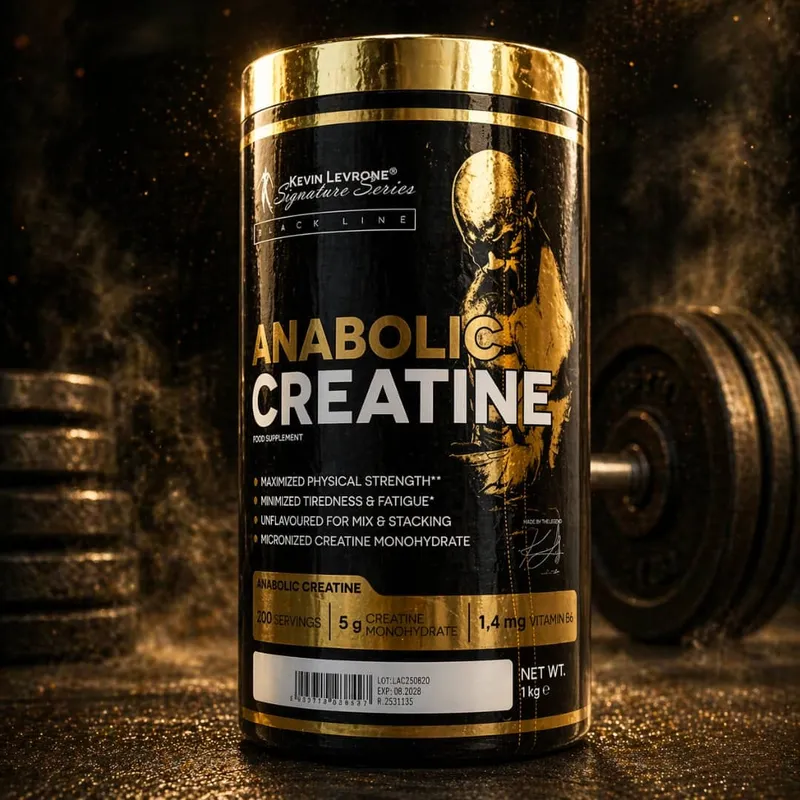 KEVIN LEVRONE®
Signature Series
BLACK LINE
ANABOLIC
CREATINE
FOOD SUPPLEMENT
MAXIMIZED PHYSICAL STRENGTH**
MINIMIZED TIREDNESS & FATIGUE*
UNFLAVOURED FOR MIX & STACKING
MICRONIZED CREATINE MONOHYDRATE
MADE BY THE LEGEND
ANABOLIC CREATINE
200 SERVINGS
5 g CREATINE MONOHYDRATE
1,4 mg VITAMIN B6
LOT:LAC250820
EXP: 08.2028
R.2531135
NET WT.
1 kg e